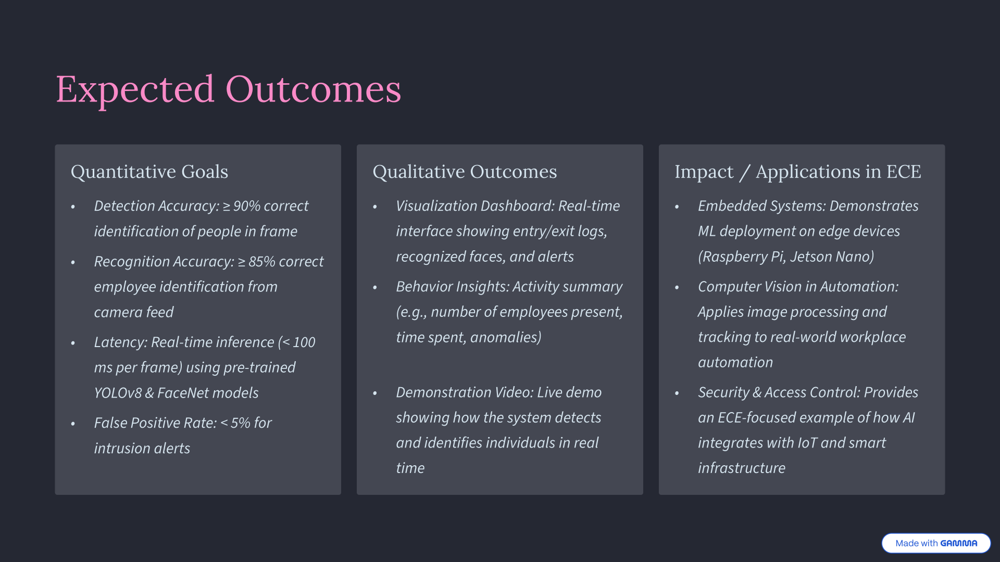 Expected Outcomes
Quantitative Goals
• Detection Accuracy: ≥ 90% correct
identification of people in frame
• Recognition Accuracy: ≥ 85% correct
employee identification from
camera feed
• Latency: Real-time inference (< 100
ms per frame) using pre-trained
YOLOv8 & FaceNet models
• False Positive Rate: < 5% for
intrusion alerts
Qualitative Outcomes
• Visualization Dashboard: Real-time
interface showing entry/exit logs,
recognized faces, and alerts
• Behavior Insights: Activity summary
(e.g., number of employees present,
time spent, anomalies)
• Demonstration Video: Live demo
showing how the system detects
and identifies individuals in real
time
Impact / Applications in ECE
• Embedded Systems: Demonstrates
ML deployment on edge devices
(Raspberry Pi, Jetson Nano)
• Computer Vision in Automation:
Applies image processing and
tracking to real-world workplace
automation
• Security & Access Control: Provides
an ECE-focused example of how AI
integrates with IoT and smart
infrastructure
Made with GAMMA